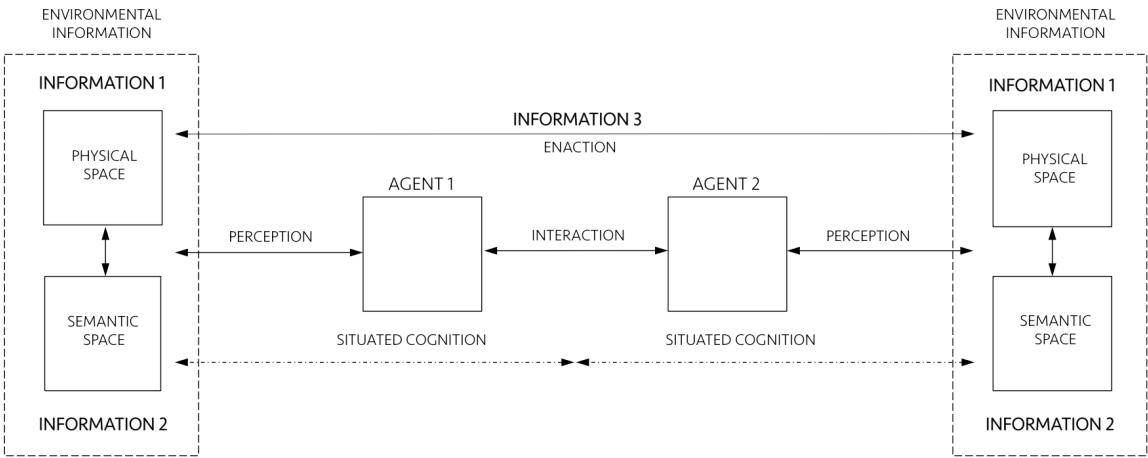 ENVIRONMENTAL
INFORMATION
ENVIRONMENTAL
INFORMATION
INFORMATION 1
INFORMATION 1
INFORMATION 3
ENACTION
PHYSICAL
SPACE
PHYSICAL
SPACE
AGENT 1
AGENT 2
PERCEPTION
INTERACTION
PERCEPTION
SEMANTIC
SPACE
SEMANTIC
SPACE
SITUATED COGNITION
SITUATED COGNITION
INFORMATION 2
INFORMATION 2